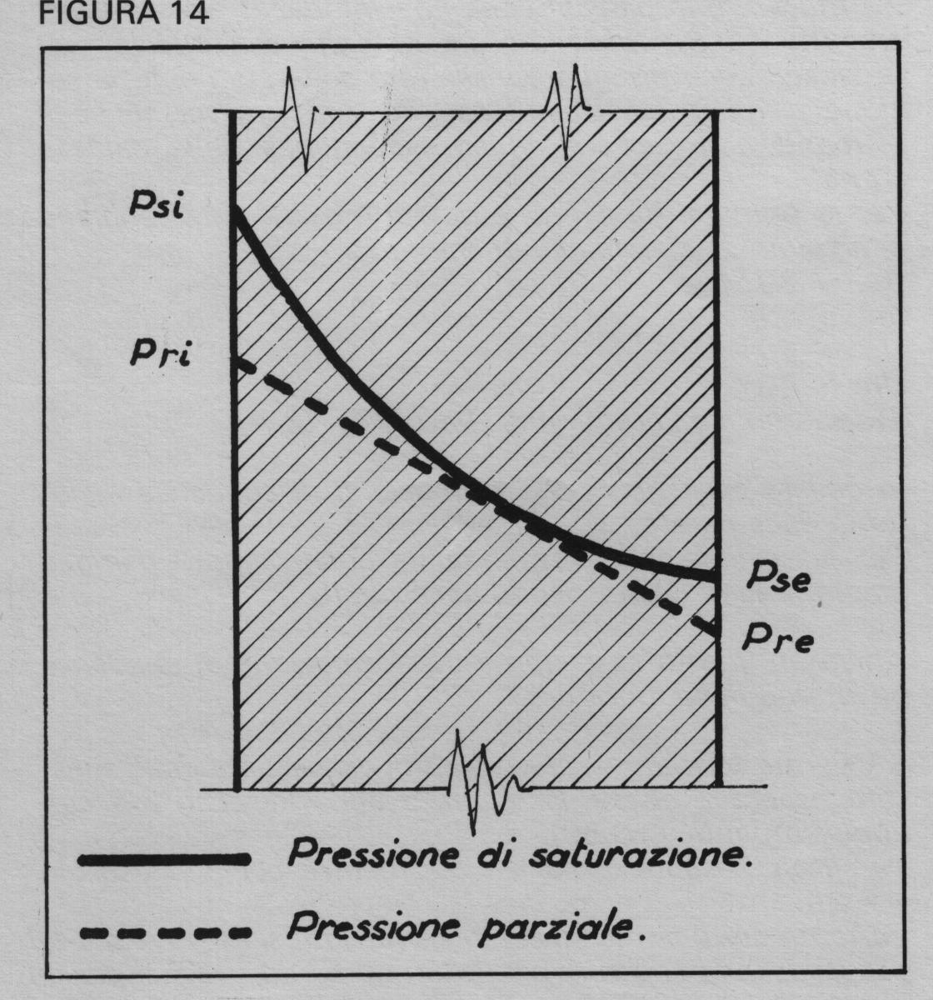 FIGURA 14
Psi
Pri
Pse
Pre
Pressione di saturazione.
Pressione parziale.